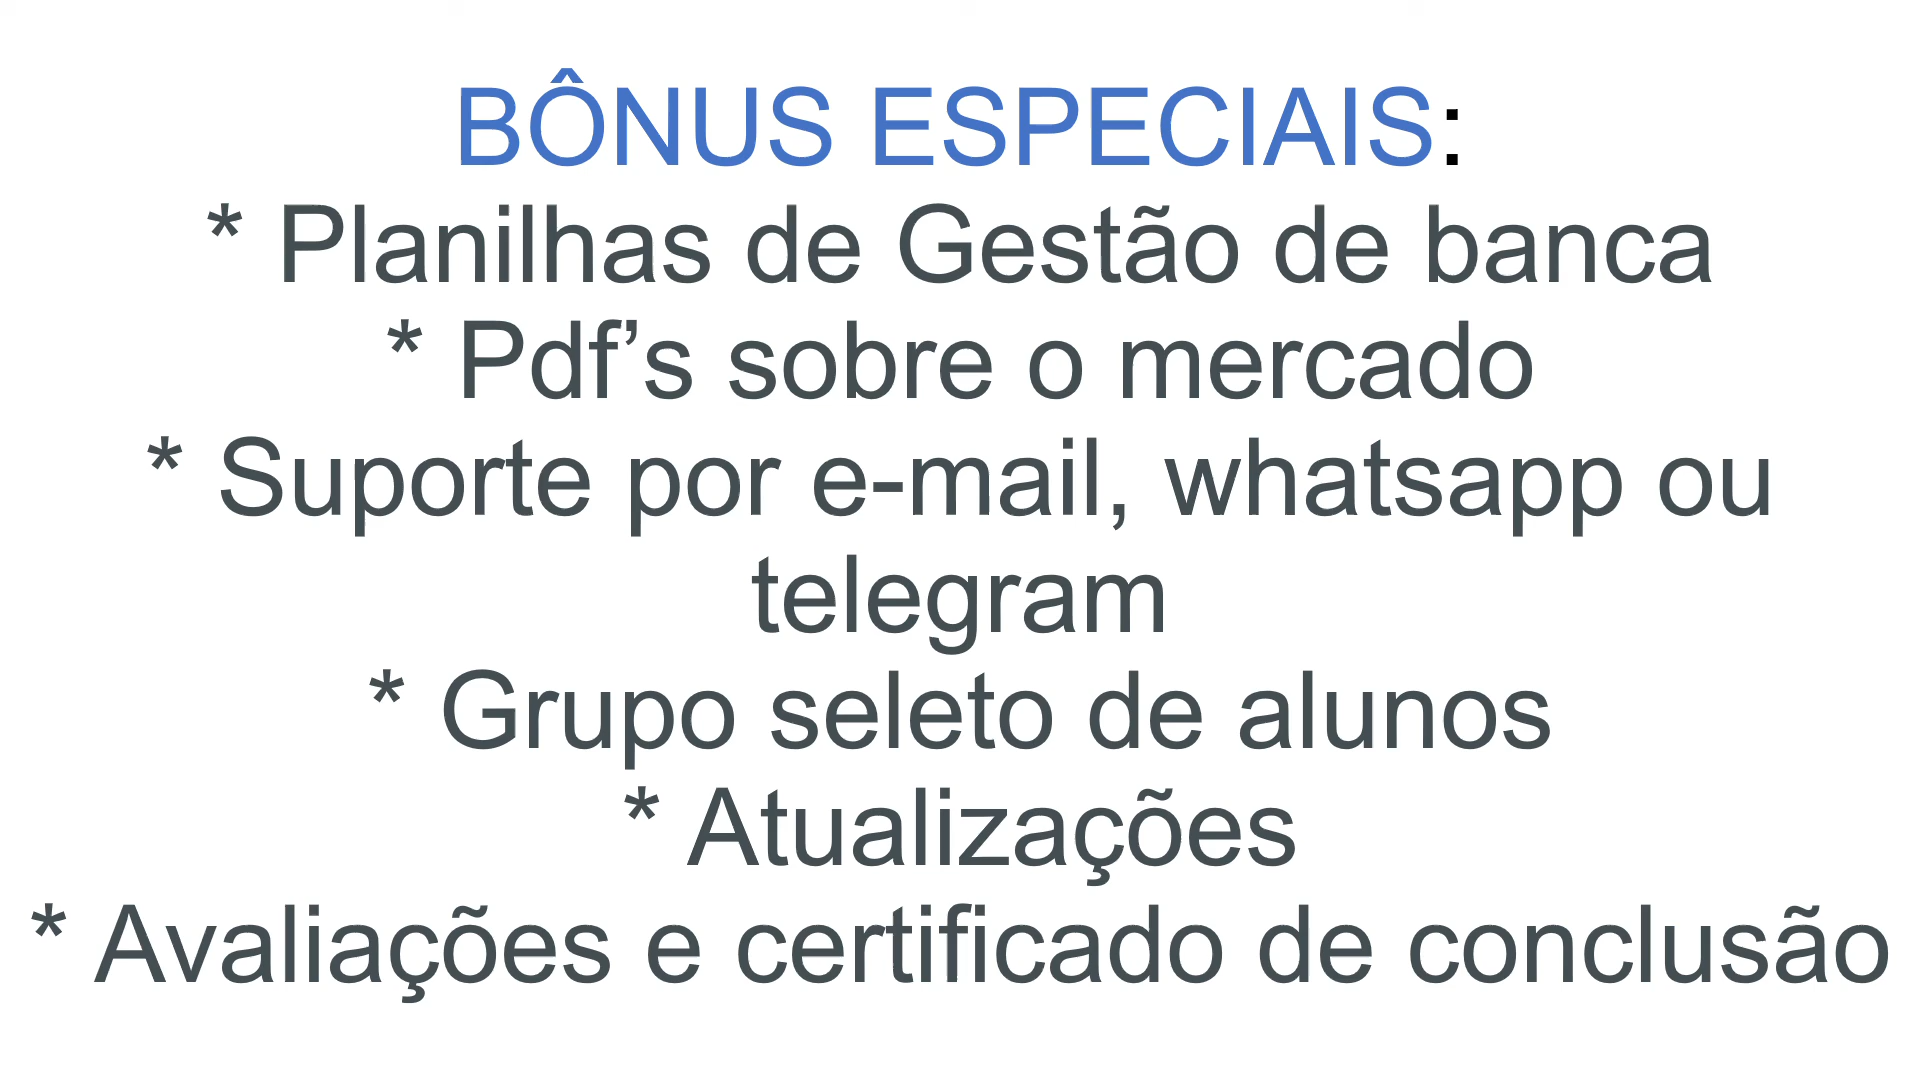 BÔNUS ESPECIAIS:
* Planilhas de Gestão de banca
* Pdf’s sobre o mercado
* Suporte por e-mail, whatsapp ou
telegram
* Grupo seleto de alunos
* Atualizações
* Avaliações e certificado de conclusão